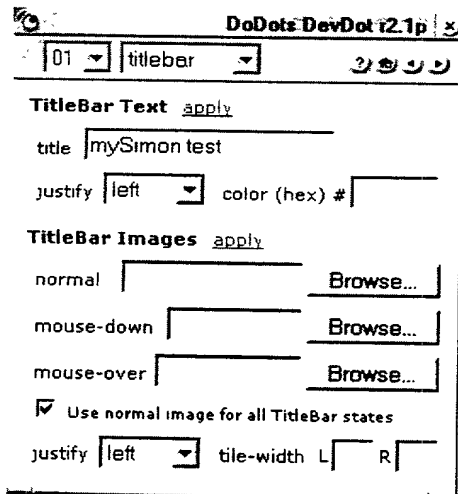 DoDots DevDot r2.1p x
01 titlebar ?
TitleBar Text apply
title mySimon test
justify left color (hex) #
TitleBar Images apply
normal Browse...
mouse-down Browse...
mouse-over Browse...
Use normal image for all TitleBar states
justify left tile-width L R